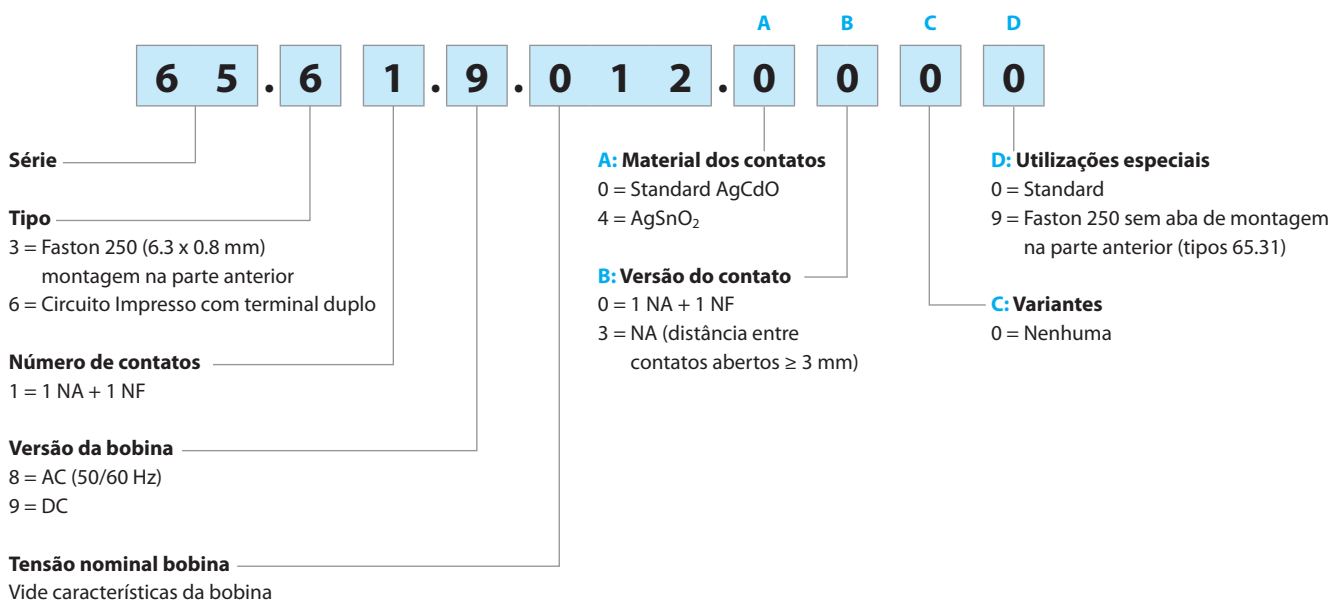 A B C D
6 5 . 6 1 . 9 . 0 1 2 . 0 0 0 0
Série
Tipo
3 = Faston 250 (6.3 x 0.8 mm)
montagem na parte anterior
6 = Circuito Impresso com terminal duplo
Número de contatos
1 = 1 NA + 1 NF
Versão da bobina
8 = AC (50/60 Hz)
9 = DC
Tensão nominal bobina
Vide características da bobina
A: Material dos contatos
0 = Standard AgCdO
4 = AgSnO₂
B: Versão do contato
0 = 1 NA + 1 NF
3 = NA (distância entre
contatos abertos ≥ 3 mm)
D: Utilizações especiais
0 = Standard
9 = Faston 250 sem aba de montagem
na parte anterior (tipos 65.31)
C: Variantes
0 = Nenhuma